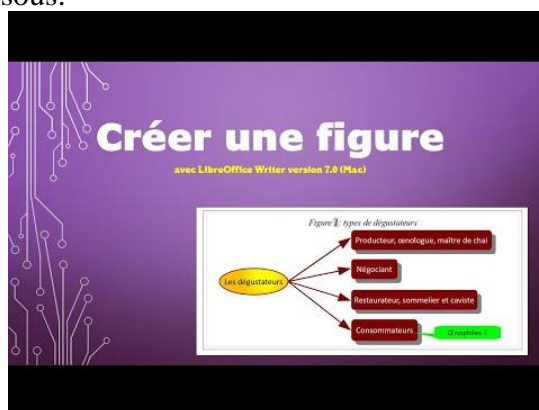 sous.
Créer une figure
avec LibreOffice Writer version 7.0 (Mac)
Figure 1: types de dégustateurs
Producteur, œnologue, maître de chai
Négociant
Les dégustateurs
Restaurateur, sommelier et caviste
Consommateurs
Œnophiles ?